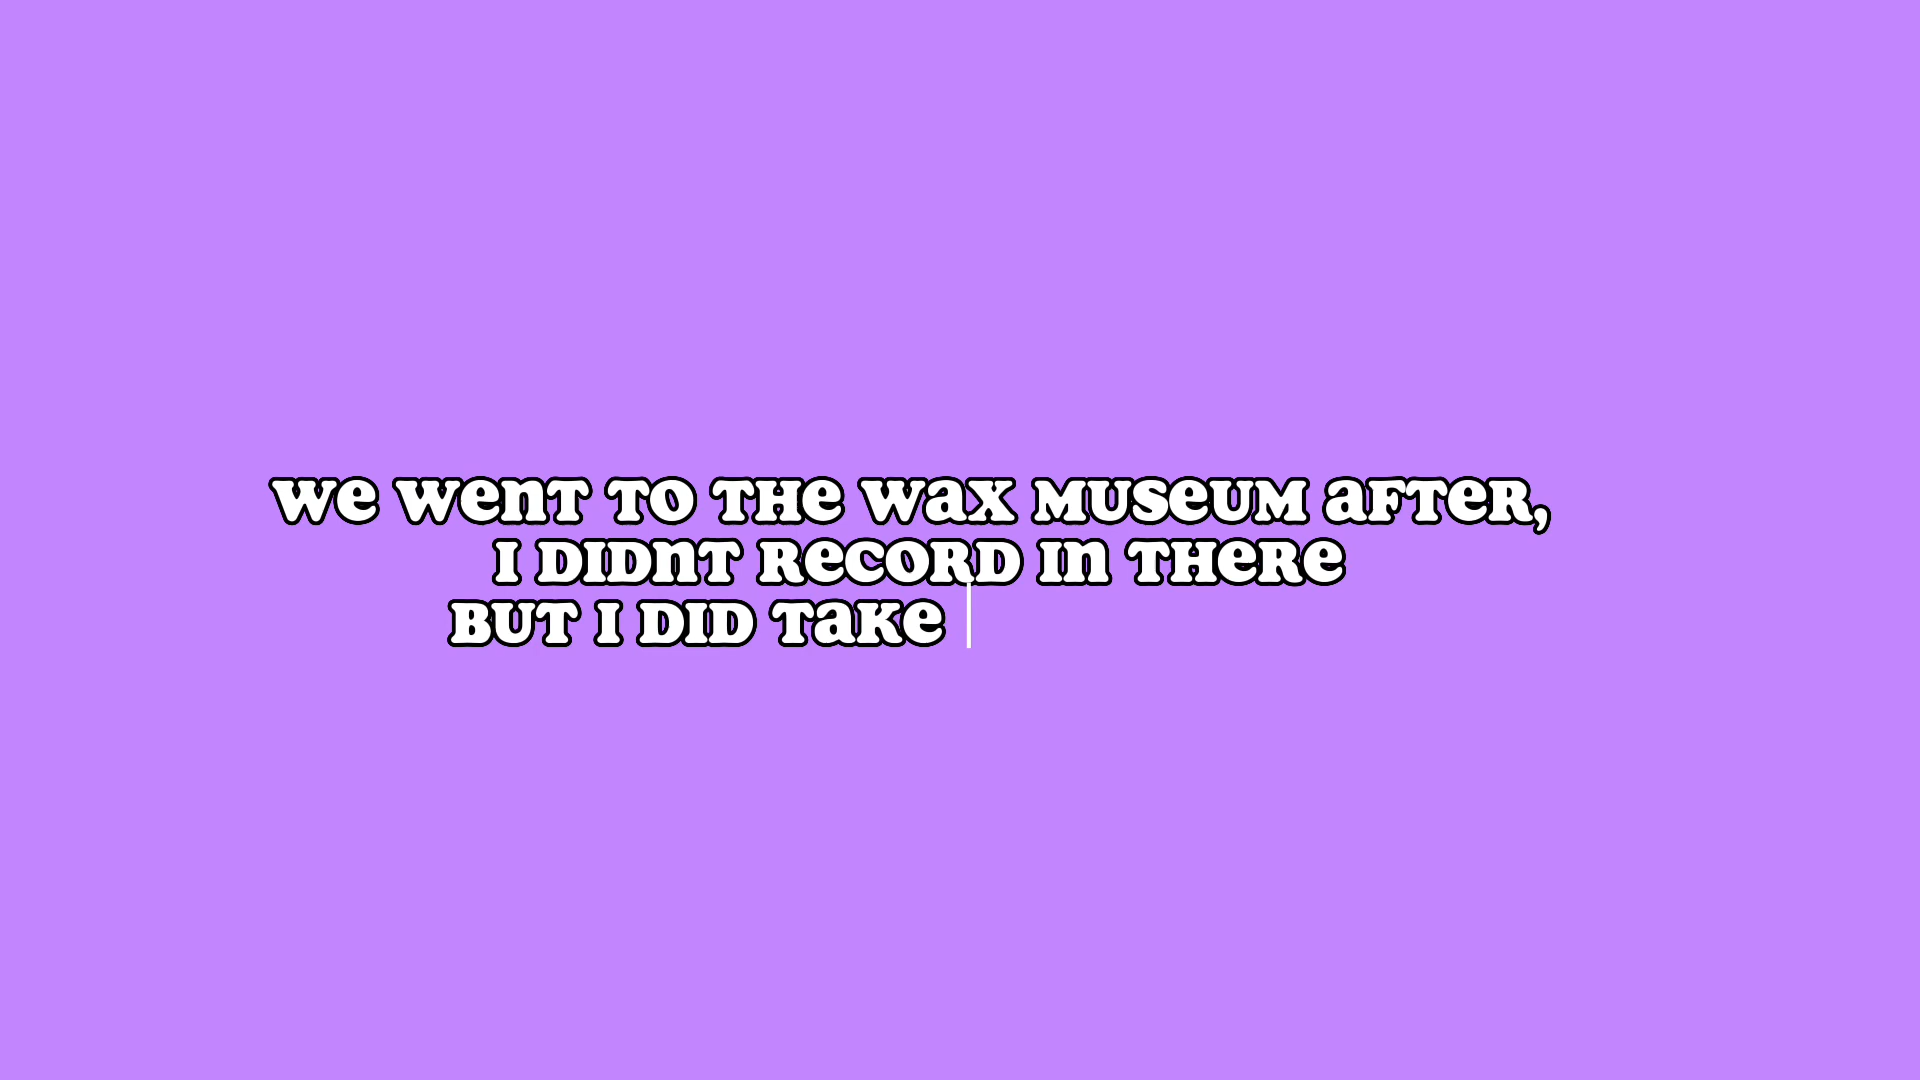 We went to the wax museum after,
I didnt record in there
but I did take